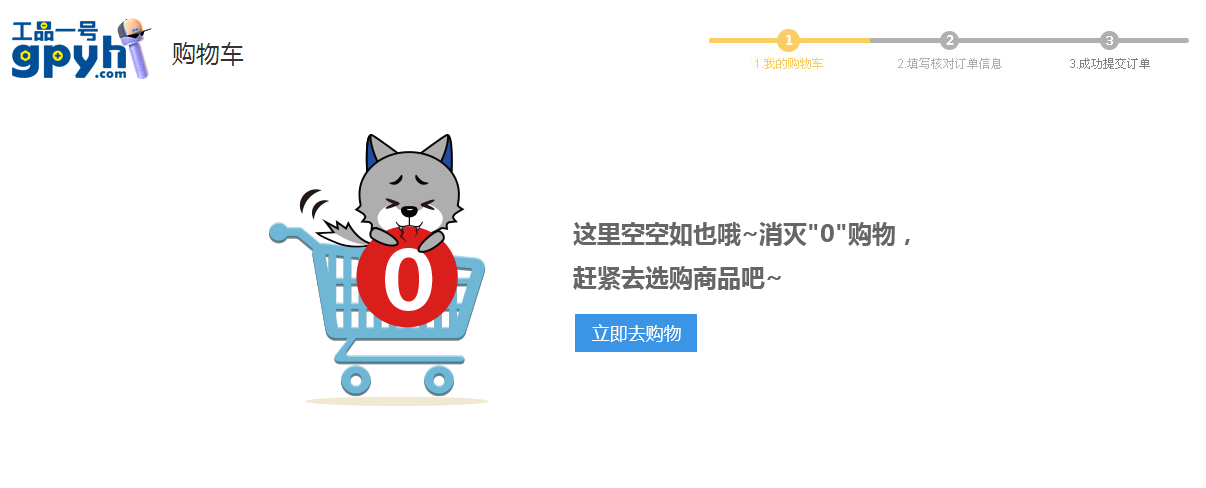 工品一号
gpyh
.com
购物车
1
2
3
1.我的购物车
2.填写核对订单信息
3.成功提交订单
0
这里空空如也哦~消灭"0"购物，
赶紧去选购商品吧~
立即去购物